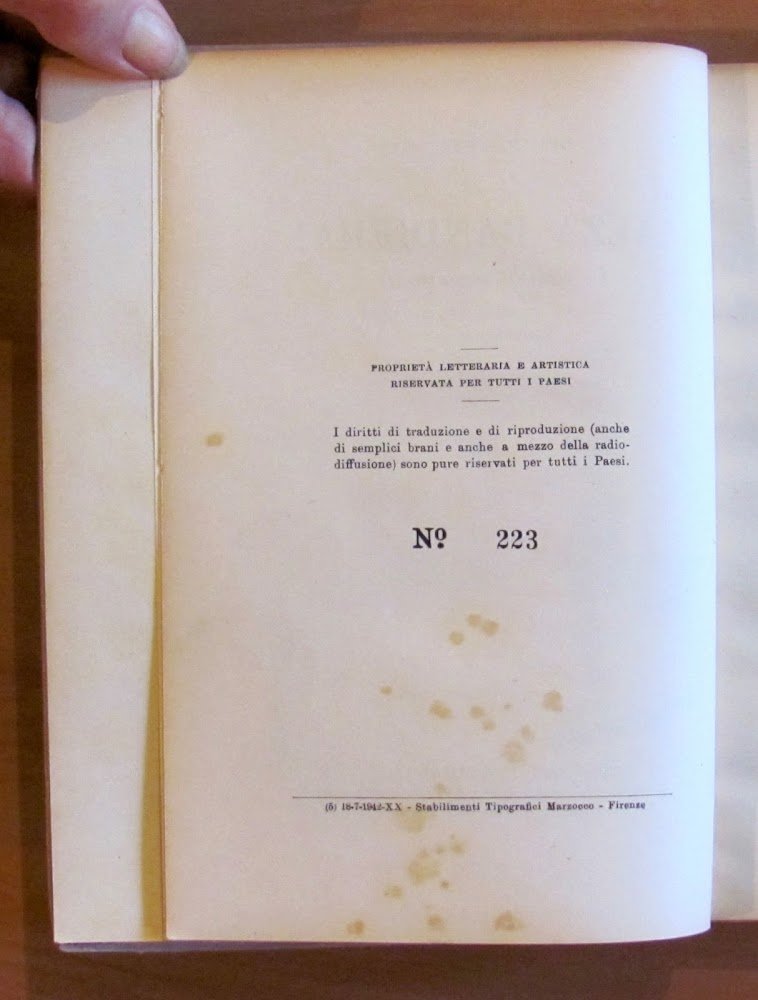 PROPRIETÀ LETTERARIA E ARTISTICA
RISERVATA PER TUTTI I PAESI
I diritti di traduzione e di riproduzione (anche
di semplici brani e anche a mezzo della radio-
diffusione) sono pure riservati per tutti i Paesi.
Nº 223
(5) 18-7-1942-XX - Stabilimenti Tipografici Marzocco - Firenze